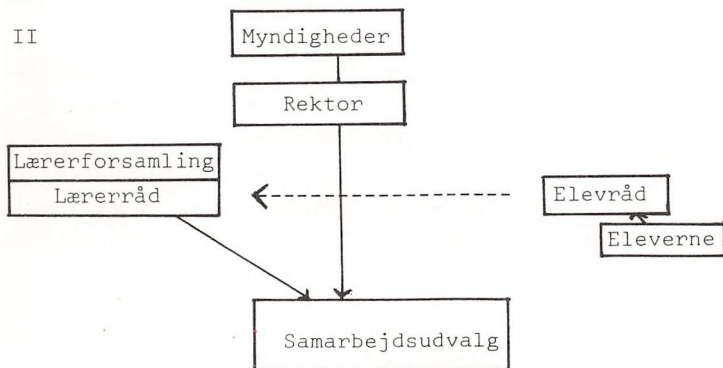 II
Myndigheder
Rektor
Lærerforsamling
Lærerråd
Elevråd
Eleverne
Samarbejdsudvalg